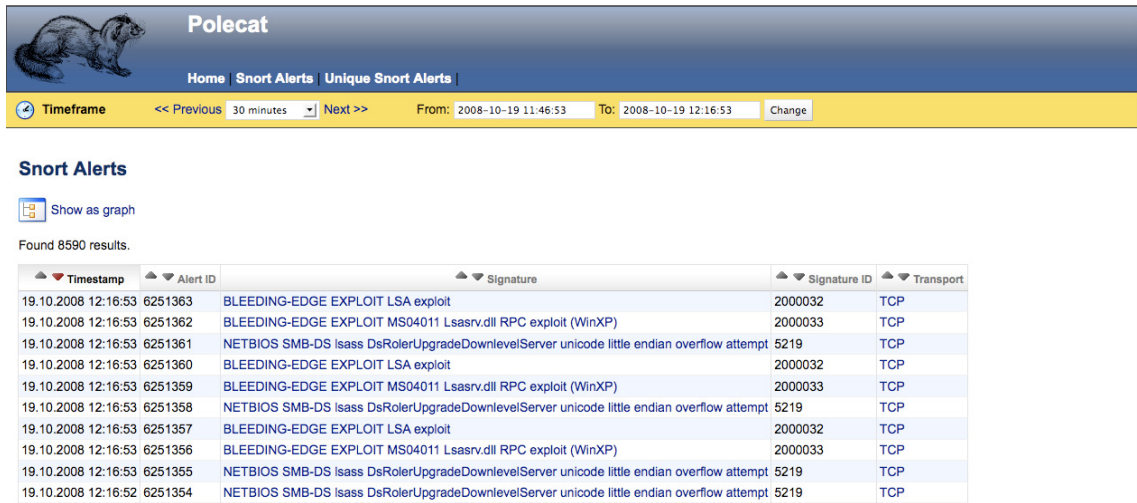 Polecat
Home | Snort Alerts | Unique Snort Alerts |
Timeframe << Previous 30 minutes Next >> From: 2008-10-19 11:46:53 To: 2008-10-19 12:16:53 Change
Snort Alerts
Show as graph
Found 8590 results.
Timestamp Alert ID Signature Signature ID Transport
19.10.2008 12:16:53 6251363 BLEEDING-EDGE EXPLOIT LSA exploit 2000032 TCP
19.10.2008 12:16:53 6251362 BLEEDING-EDGE EXPLOIT MS04011 Lsasrv.dll RPC exploit (WinXP) 2000033 TCP
19.10.2008 12:16:53 6251361 NETBIOS SMB-DS lsass DsRolerUpgradeDownlevelServer unicode little endian overflow attempt 5219 TCP
19.10.2008 12:16:53 6251360 BLEEDING-EDGE EXPLOIT LSA exploit 2000032 TCP
19.10.2008 12:16:53 6251359 BLEEDING-EDGE EXPLOIT MS04011 Lsasrv.dll RPC exploit (WinXP) 2000033 TCP
19.10.2008 12:16:53 6251358 NETBIOS SMB-DS lsass DsRolerUpgradeDownlevelServer unicode little endian overflow attempt 5219 TCP
19.10.2008 12:16:53 6251357 BLEEDING-EDGE EXPLOIT LSA exploit 2000032 TCP
19.10.2008 12:16:53 6251356 BLEEDING-EDGE EXPLOIT MS04011 Lsasrv.dll RPC exploit (WinXP) 2000033 TCP
19.10.2008 12:16:53 6251355 NETBIOS SMB-DS lsass DsRolerUpgradeDownlevelServer unicode little endian overflow attempt 5219 TCP
19.10.2008 12:16:52 6251354 NETBIOS SMB-DS lsass DsRolerUpgradeDownlevelServer unicode little endian overflow attempt 5219 TCP